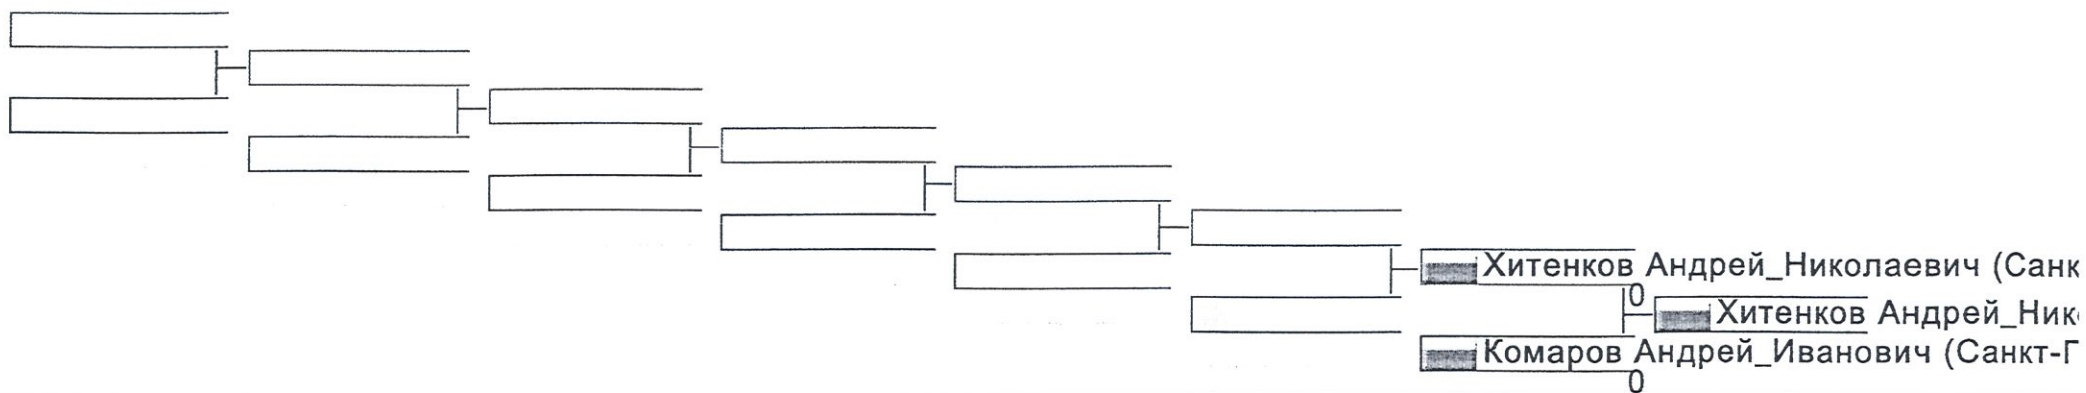 Хитенков Андрей_Николаевич (Санк
0
Хитенков Андрей_Ник
Комаров Андрей_Иванович (Санкт-П
0